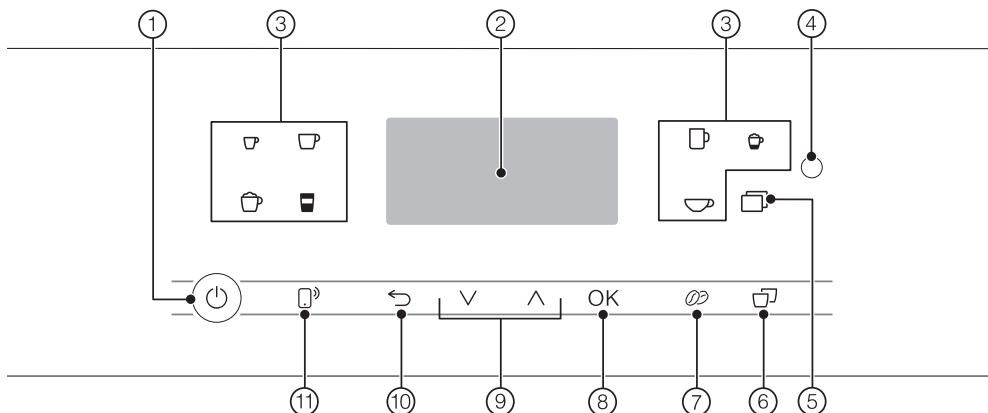 ① ③ ② ③ ④
OK
⑪ ⑩ ⑨ ⑧ ⑦ ⑥ ⑤